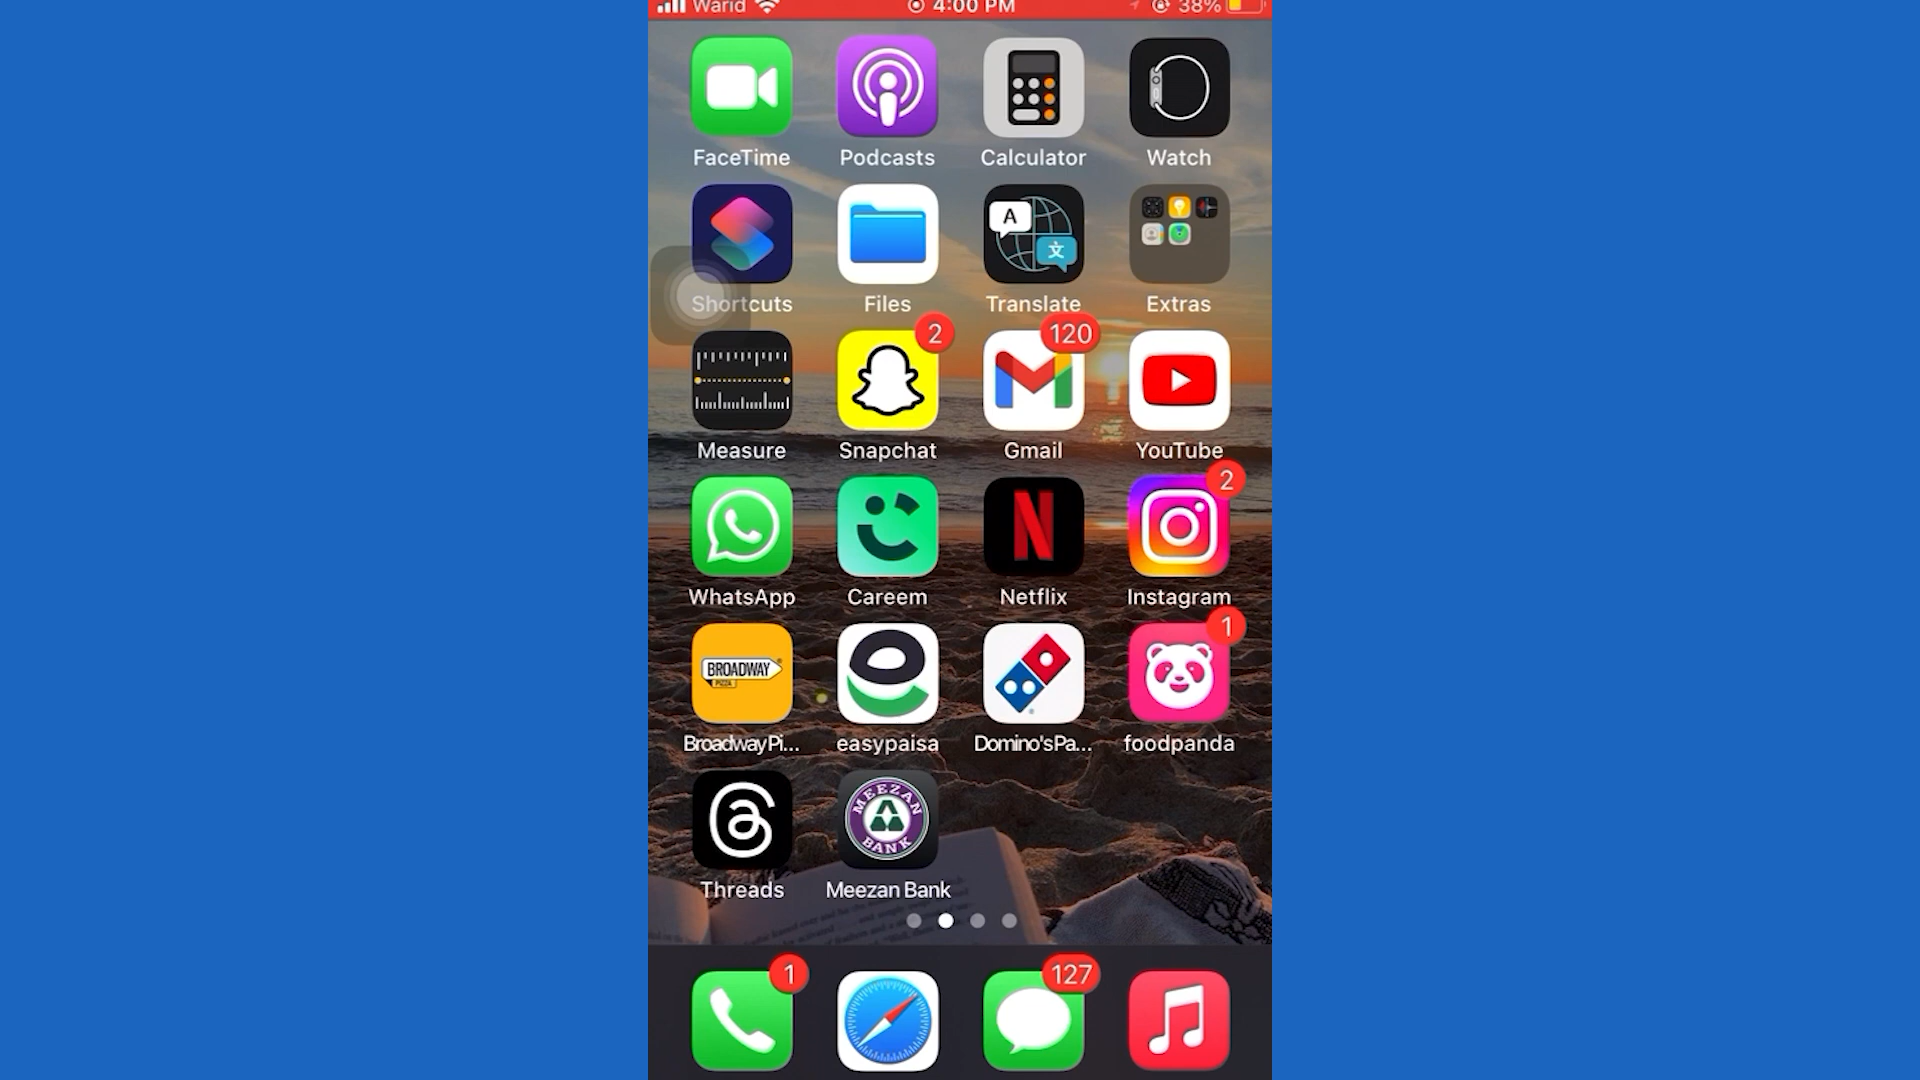 Warid 4:00 PM 38%
FaceTime Podcasts Calculator Watch
A 文
Shortcuts Files Translate Extras
2 120
Measure Snapchat Gmail YouTube
2
N
WhatsApp Careem Netflix Instagram
1
BROADWAY
PIZZA
BroadwayPi... easypaisa Domino'sPa... foodpanda
MEEZAN
BANK
Threads Meezan Bank
1 127